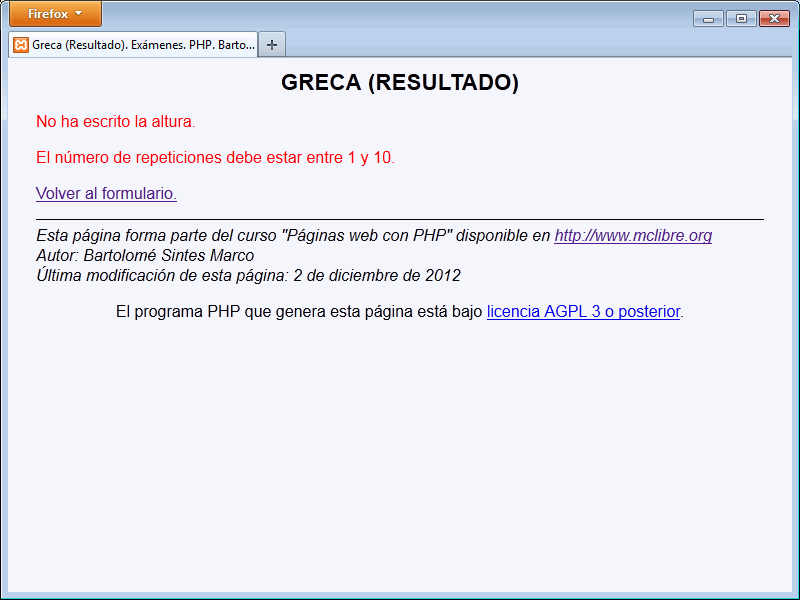 Firefox
Greca (Resultado). Exámenes. PHP. Barto...
GRECA (RESULTADO)
No ha escrito la altura.
El número de repeticiones debe estar entre 1 y 10.
Volver al formulario.
Esta página forma parte del curso "Páginas web con PHP" disponible en http://www.mclibre.org
Autor: Bartolomé Sintes Marco
Última modificación de esta página: 2 de diciembre de 2012
El programa PHP que genera esta página está bajo licencia AGPL 3 o posterior.